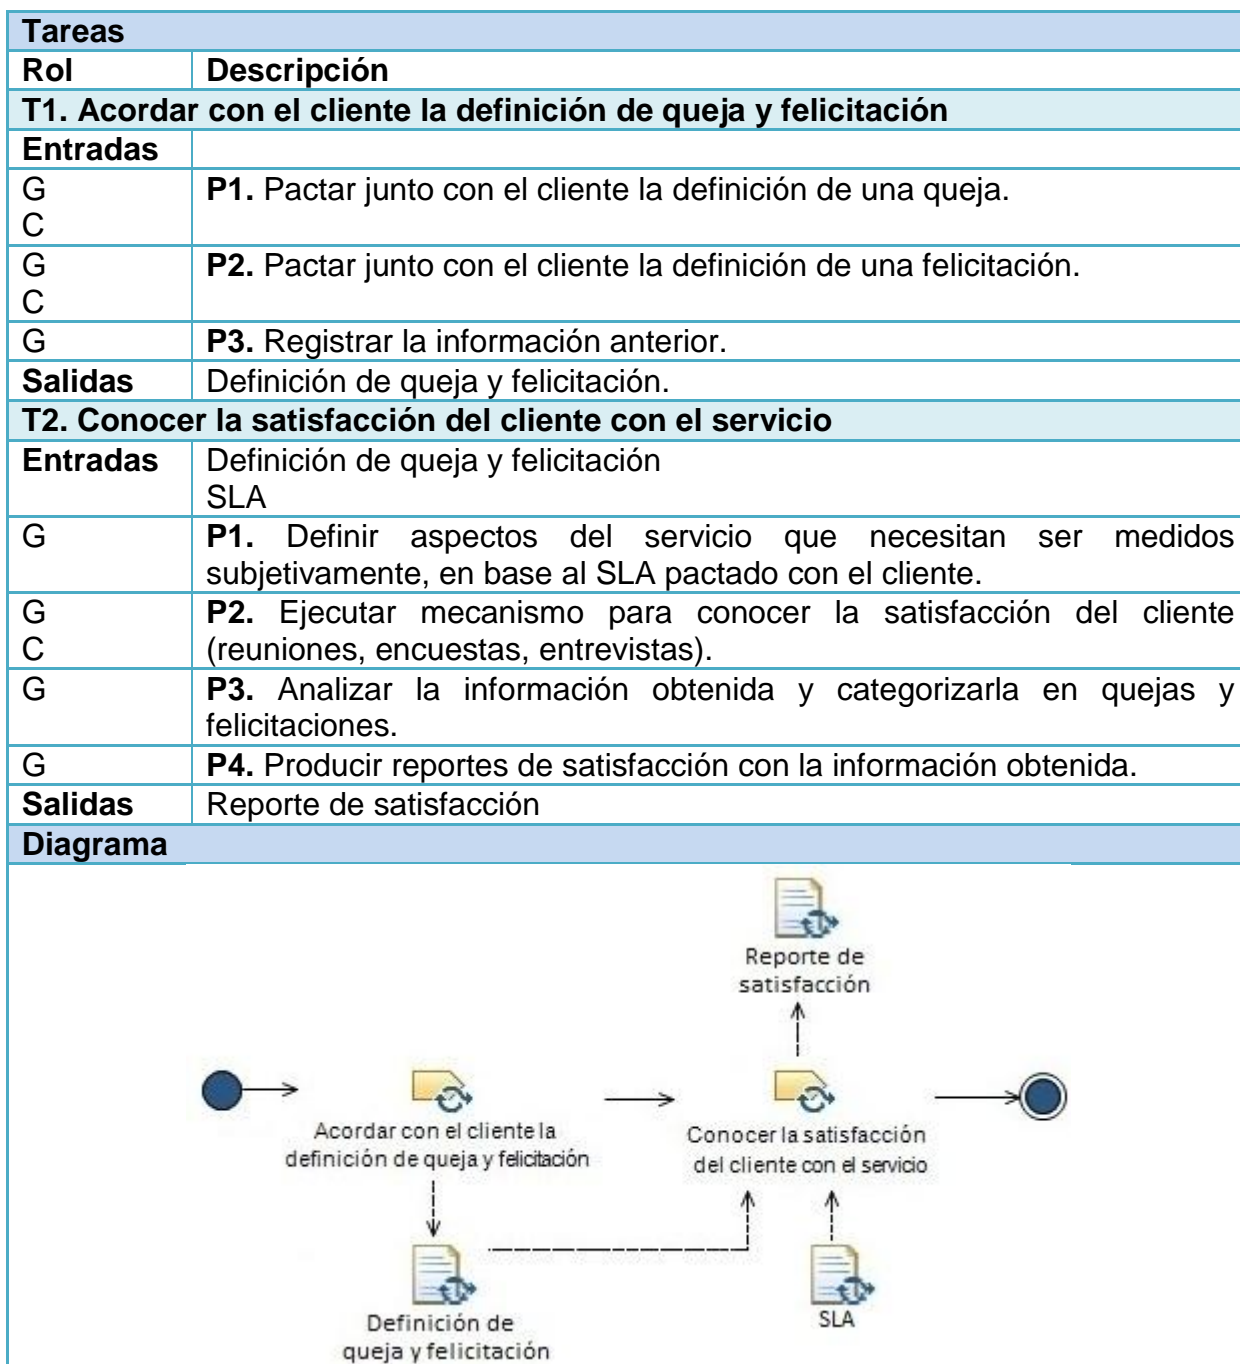 Tareas
Rol Descripción
T1. Acordar con el cliente la definición de queja y felicitación
Entradas
G P1. Pactar junto con el cliente la definición de una queja.
C
G P2. Pactar junto con el cliente la definición de una felicitación.
C
G P3. Registrar la información anterior.
Salidas Definición de queja y felicitación.
T2. Conocer la satisfacción del cliente con el servicio
Entradas Definición de queja y felicitación
SLA
G P1. Definir aspectos del servicio que necesitan ser medidos
subjetivamente, en base al SLA pactado con el cliente.
G P2. Ejecutar mecanismo para conocer la satisfacción del cliente
C (reuniones, encuestas, entrevistas).
G P3. Analizar la información obtenida y categorizarla en quejas y
felicitaciones.
G P4. Producir reportes de satisfacción con la información obtenida.
Salidas Reporte de satisfacción
Diagrama
Reporte de
satisfacción
Acordar con el cliente la
definición de queja y felicitación
Conocer la satisfacción
del cliente con el servicio
Definición de
queja y felicitación
SLA